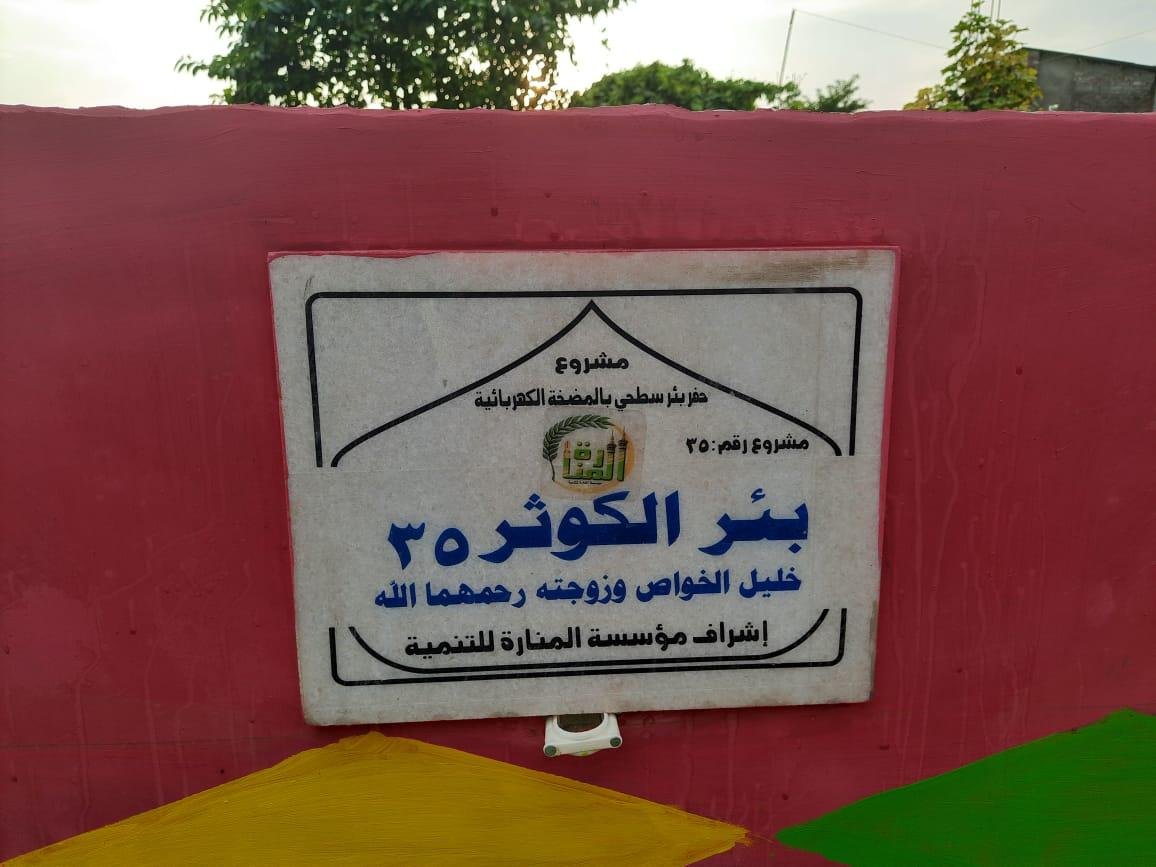 مشروع
حفر بئر سطحي بالمضخة الكهربائية
مشروع رقم: ٣٥
المنارة
بئر الكوثر ٣٥
خليل الخواص وزوجته رحمهما الله
إشراف مؤسسة المنارة للتنمية